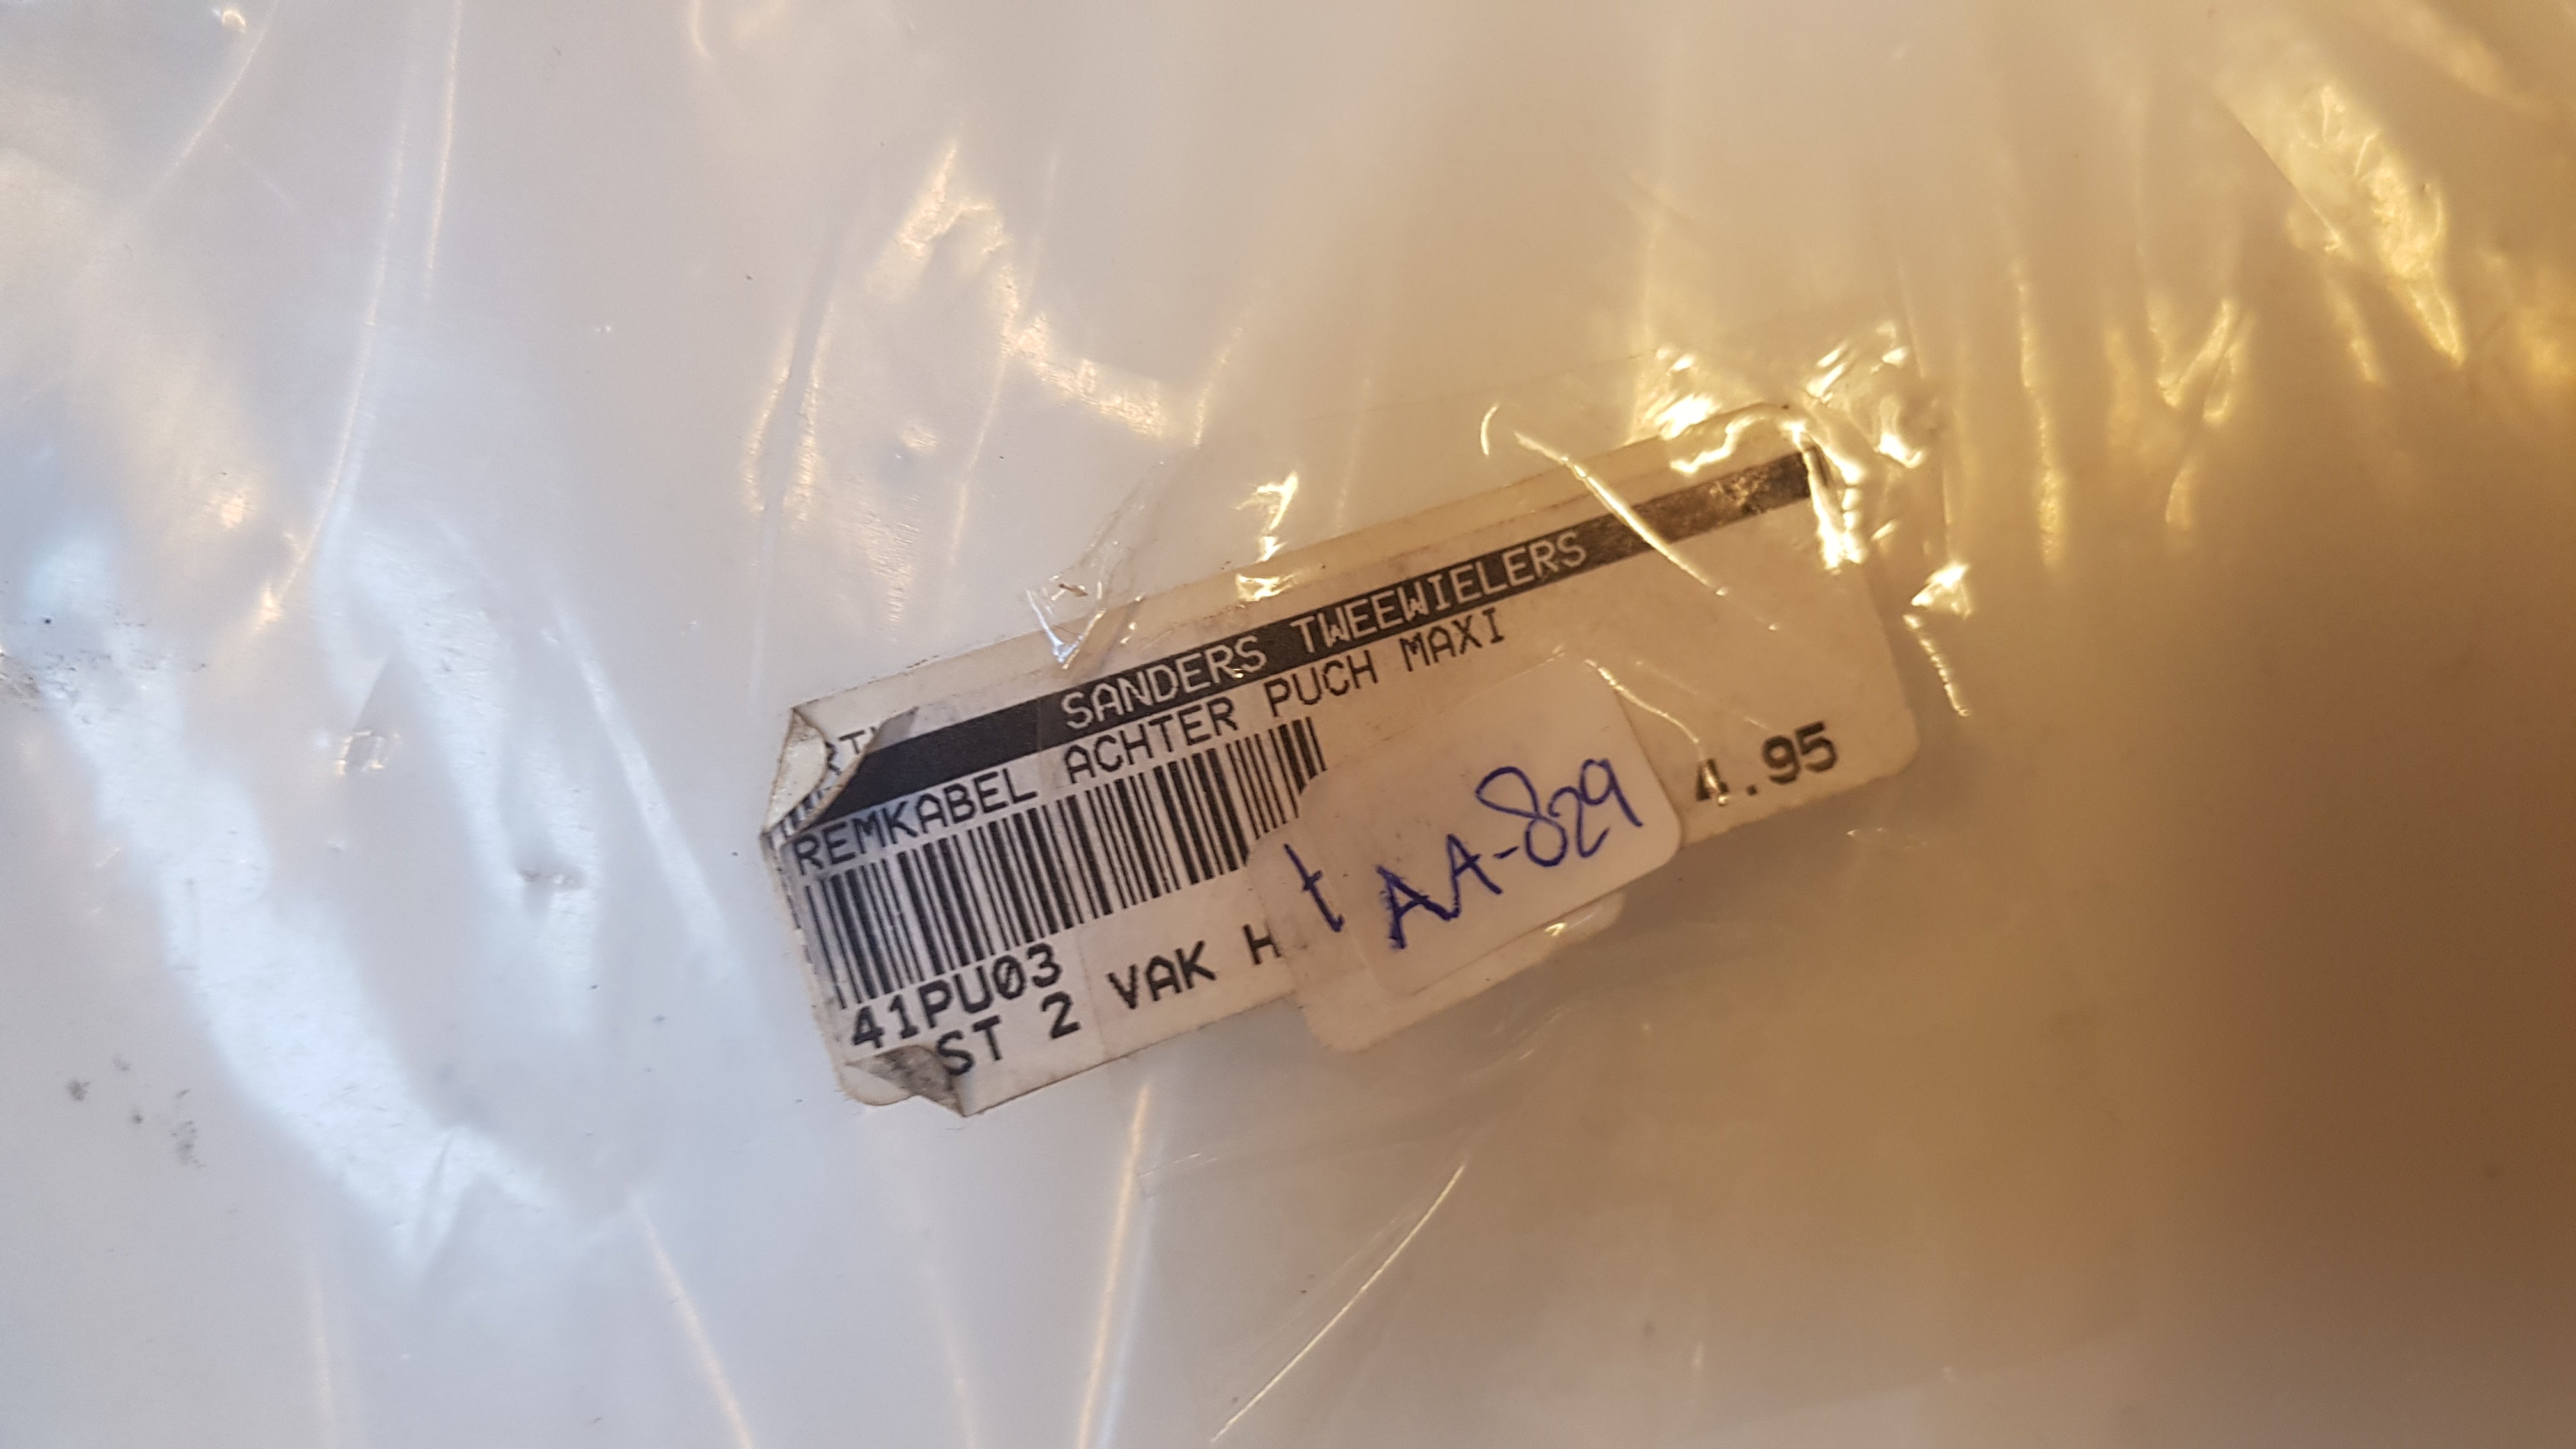 SANDERS TWEEWIELERS
REMKABEL ACHTER PUCH MAXI
4.95
t AA-829
41PU03
ST 2 VAK H